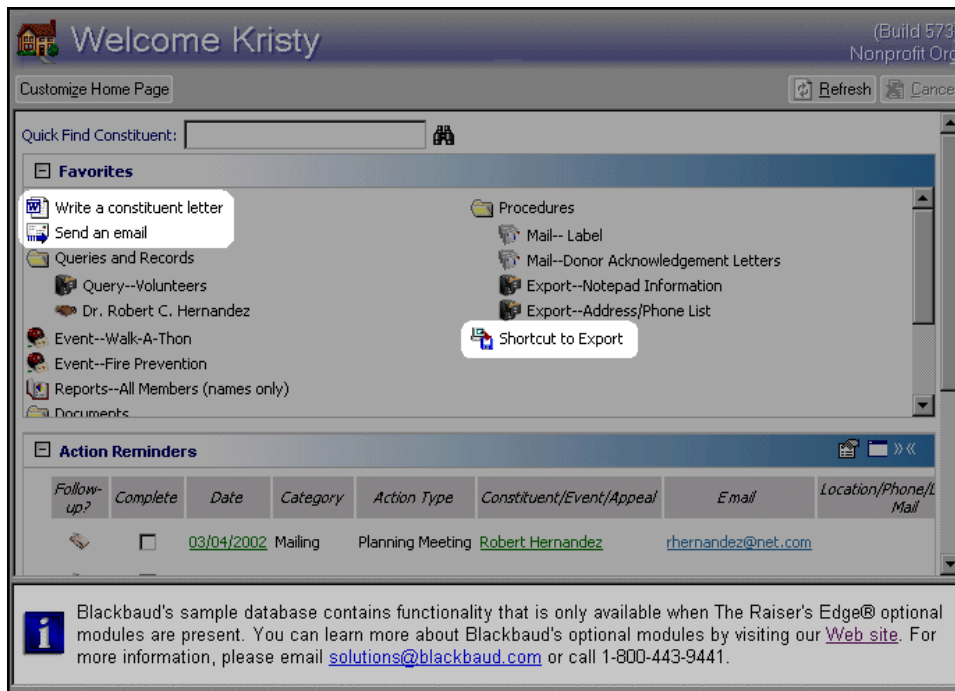 Welcome Kristy
(Build 573
Nonprofit Org
Customize Home Page
Refresh
Cance
Quick Find Constituent:
Favorites
Write a constituent letter
Send an email
Queries and Records
Query--Volunteers
Dr. Robert C. Hernandez
Event--Walk-A-Thon
Event--Fire Prevention
Reports--All Members (names only)
Documents
Procedures
Mail-- Label
Mail--Donor Acknowledgement Letters
Export--Notepad Information
Export--Address/Phone List
Shortcut to Export
Action Reminders
Follow-up? Complete Date Category Action Type Constituent/Event/Appeal Email Location/Phone/L
Mail
03/04/2002 Mailing Planning Meeting Robert Hernandez rhernandez@net.com
Blackbaud's sample database contains functionality that is only available when The Raiser's Edge® optional
modules are present. You can learn more about Blackbaud's optional modules by visiting our Web site. For
more information, please email solutions@blackbaud.com or call 1-800-443-9441.